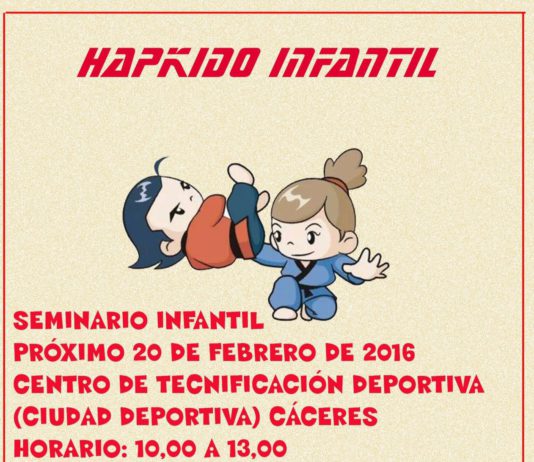 HAPKIDO INFANTIL
SEMINARIO INFANTIL
PRÓXIMO 20 DE FEBRERO DE 2016
CENTRO DE TECNIFICACIÓN DEPORTIVA
(CIUDAD DEPORTIVA) CÁCERES
HORARIO: 10,00 A 13,00